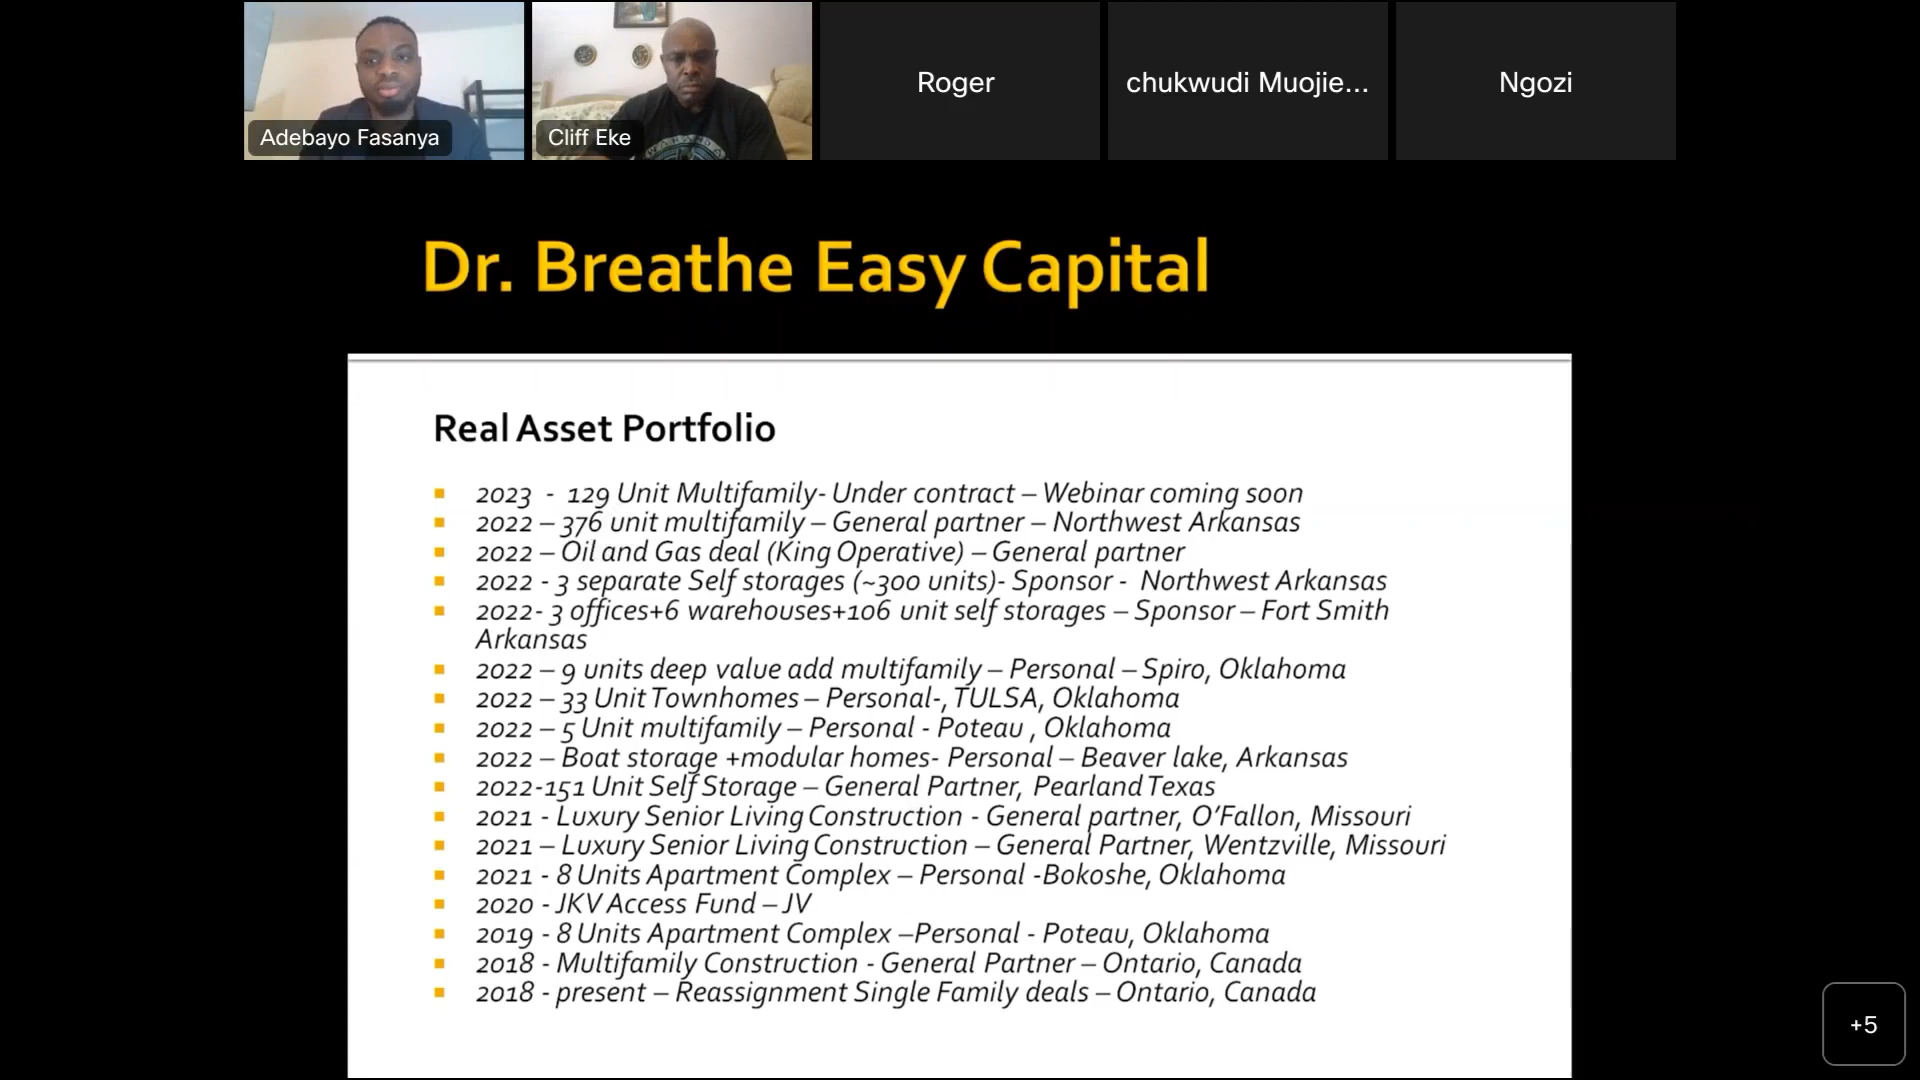 Adebayo Fasanya
Cliff Eke
Roger
chukwudi Muojie...
Ngozi
Dr. Breathe Easy Capital
Real Asset Portfolio
2023 - 129 Unit Multifamily- Under contract – Webinar coming soon
2022 – 376 unit multifamily – General partner – Northwest Arkansas
2022 – Oil and Gas deal (King Operative) – General partner
2022 - 3 separate Self storages (~300 units)- Sponsor - Northwest Arkansas
2022- 3 offices+6 warehouses+106 unit self storages – Sponsor – Fort Smith
Arkansas
2022 – 9 units deep value add multifamily – Personal – Spiro, Oklahoma
2022 – 33 Unit Townhomes – Personal-, TULSA, Oklahoma
2022 – 5 Unit multifamily – Personal - Poteau , Oklahoma
2022 – Boat storage +modular homes- Personal – Beaver lake, Arkansas
2022-151 Unit Self Storage – General Partner, Pearland Texas
2021 - Luxury Senior Living Construction - General partner, O’Fallon, Missouri
2021 – Luxury Senior Living Construction – General Partner, Wentzville, Missouri
2021 - 8 Units Apartment Complex – Personal -Bokoshe, Oklahoma
2020 - JKV Access Fund – JV
2019 - 8 Units Apartment Complex –Personal - Poteau, Oklahoma
2018 - Multifamily Construction - General Partner – Ontario, Canada
2018 - present – Reassignment Single Family deals – Ontario, Canada
+5